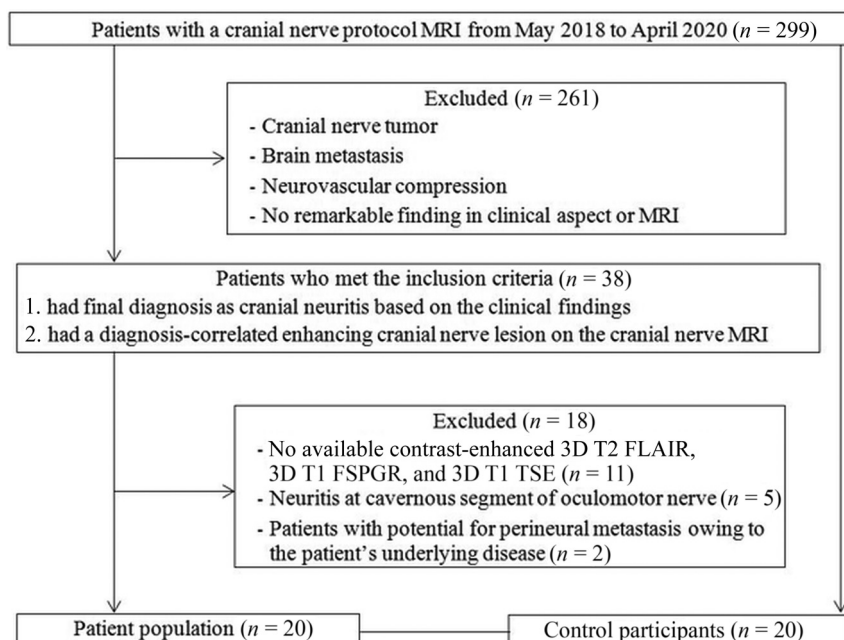 Patients with a cranial nerve protocol MRI from May 2018 to April 2020 (n = 299)
Excluded (n = 261)
- Cranial nerve tumor
- Brain metastasis
- Neurovascular compression
- No remarkable finding in clinical aspect or MRI
Patients who met the inclusion criteria (n = 38)
1. had final diagnosis as cranial neuritis based on the clinical findings
2. had a diagnosis-correlated enhancing cranial nerve lesion on the cranial nerve MRI
Excluded (n = 18)
- No available contrast-enhanced 3D T2 FLAIR,
3D T1 FSPGR, and 3D T1 TSE (n = 11)
- Neuritis at cavernous segment of oculomotor nerve (n = 5)
- Patients with potential for perineural metastasis owing to
the patient's underlying disease (n = 2)
Patient population (n = 20)
Control participants (n = 20)